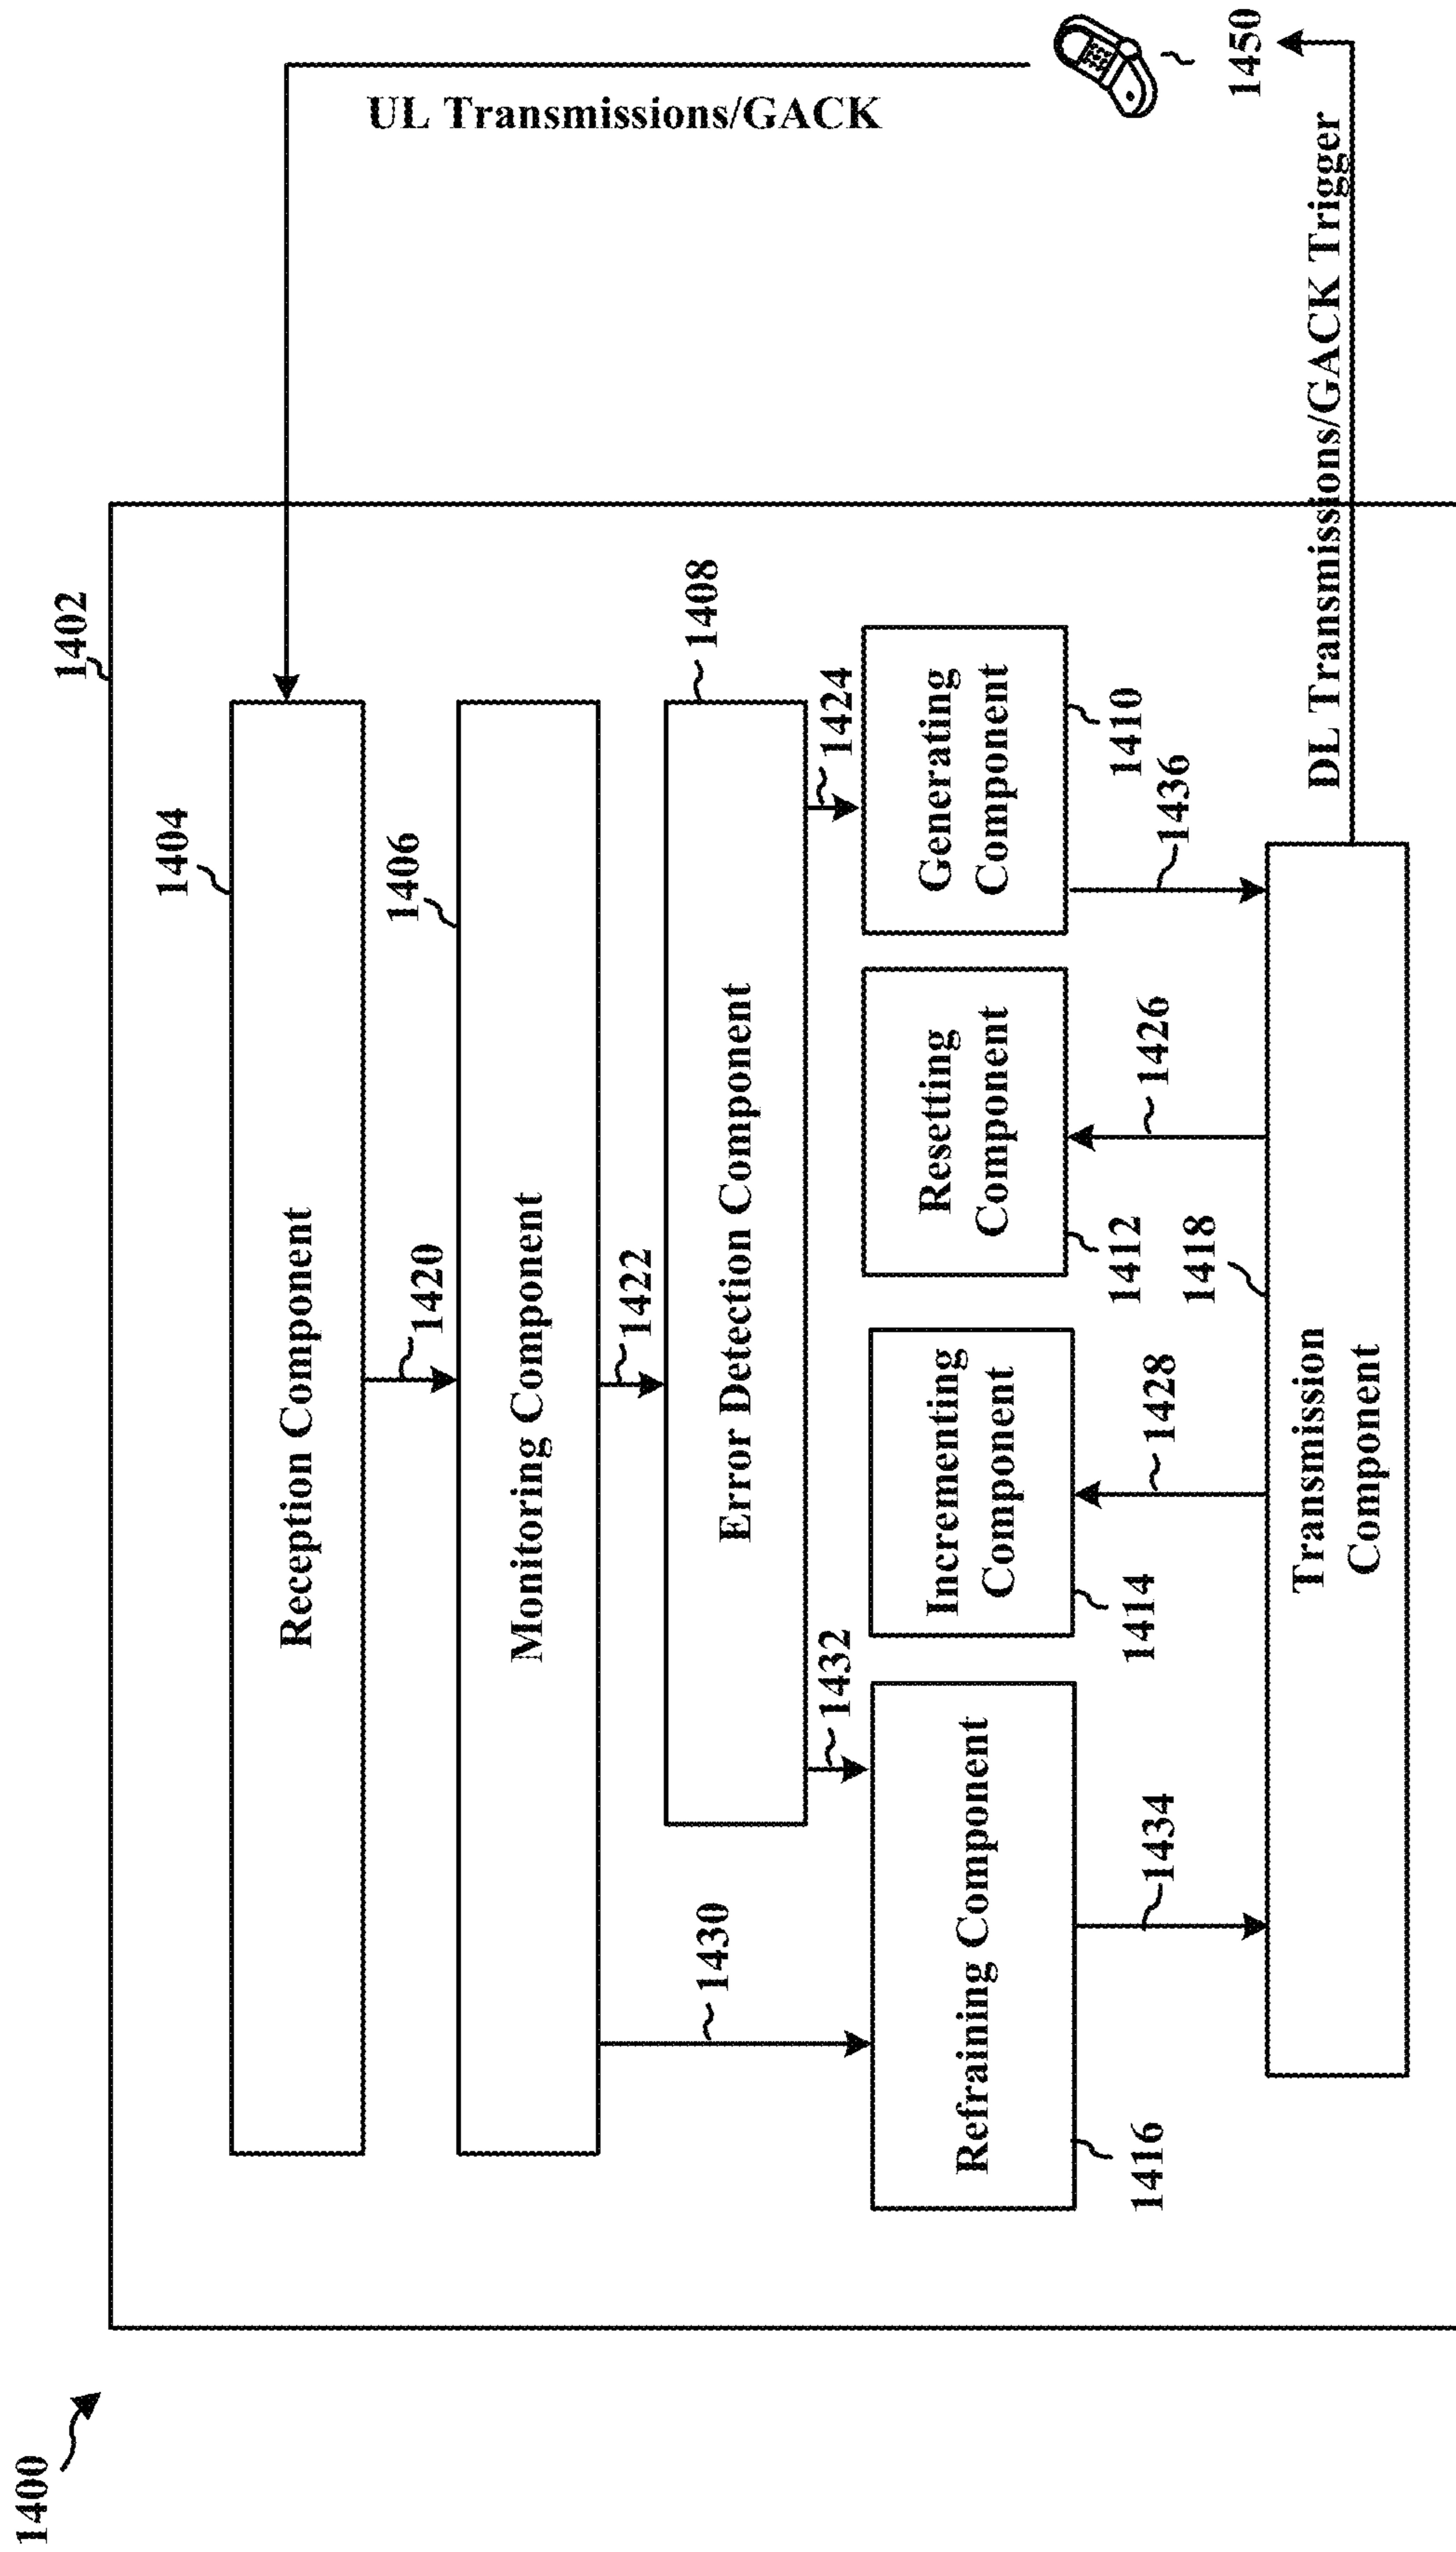 1400
1402
1404
Reception Component
UL Transmissions/GACK
1420
1406
Monitoring Component
1422
1408
Error Detection Component
1430
1432
1424
Refraining Component
Incrementing
Component
Resetting
Component
Generating
Component
1416
1414
1412
1410
1434
1428
1426
1436
1418
Transmission
Component
DL Transmissions/GACK Trigger
1450